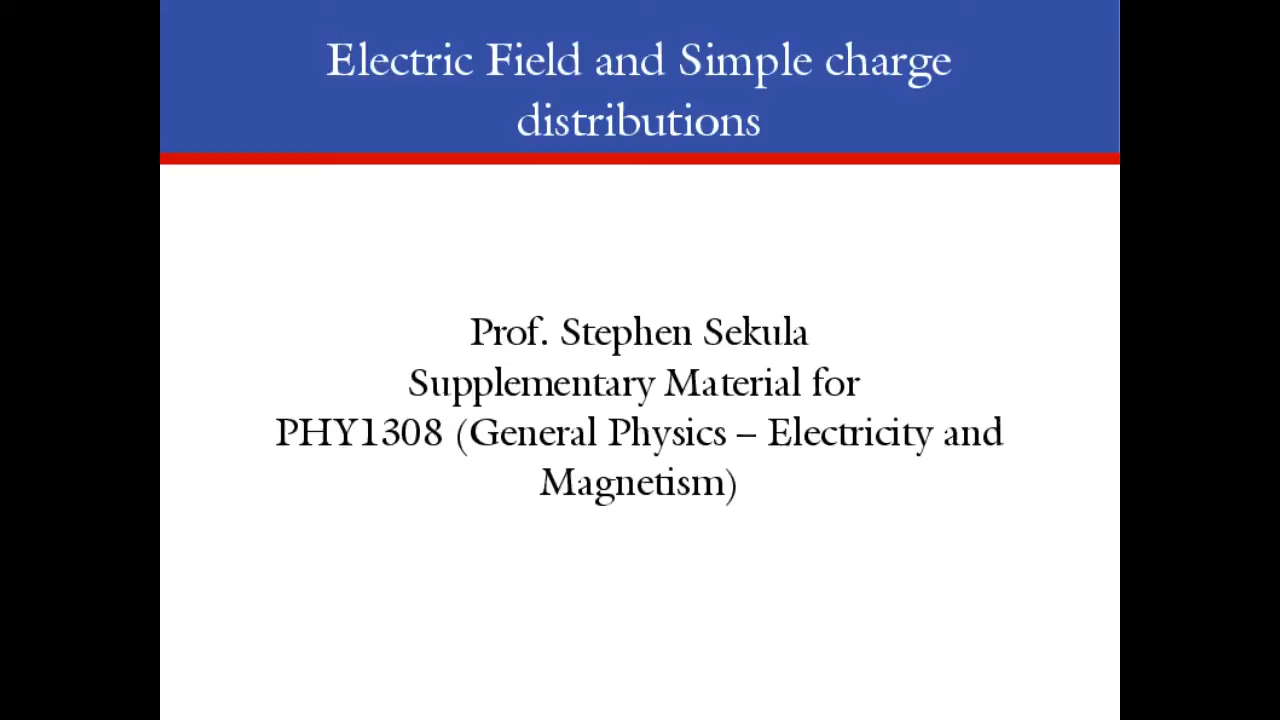 Electric Field and Simple charge
distributions
Prof. Stephen Sekula
Supplementary Material for
PHY1308 (General Physics – Electricity and
Magnetism)